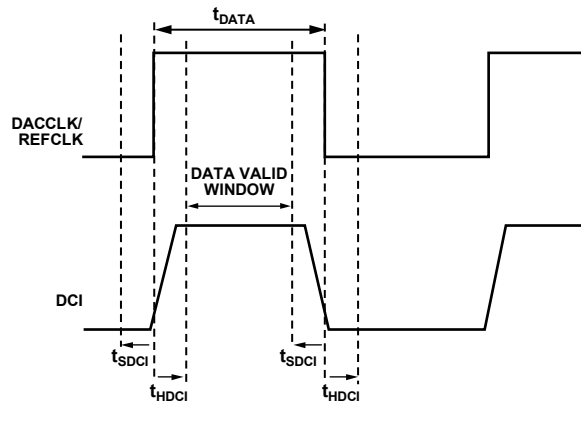 tDATA
DACCLK/
REFCLK
DATA VALID
WINDOW
DCI
tSDCI
tSDCI
tHDCI
tHDCI